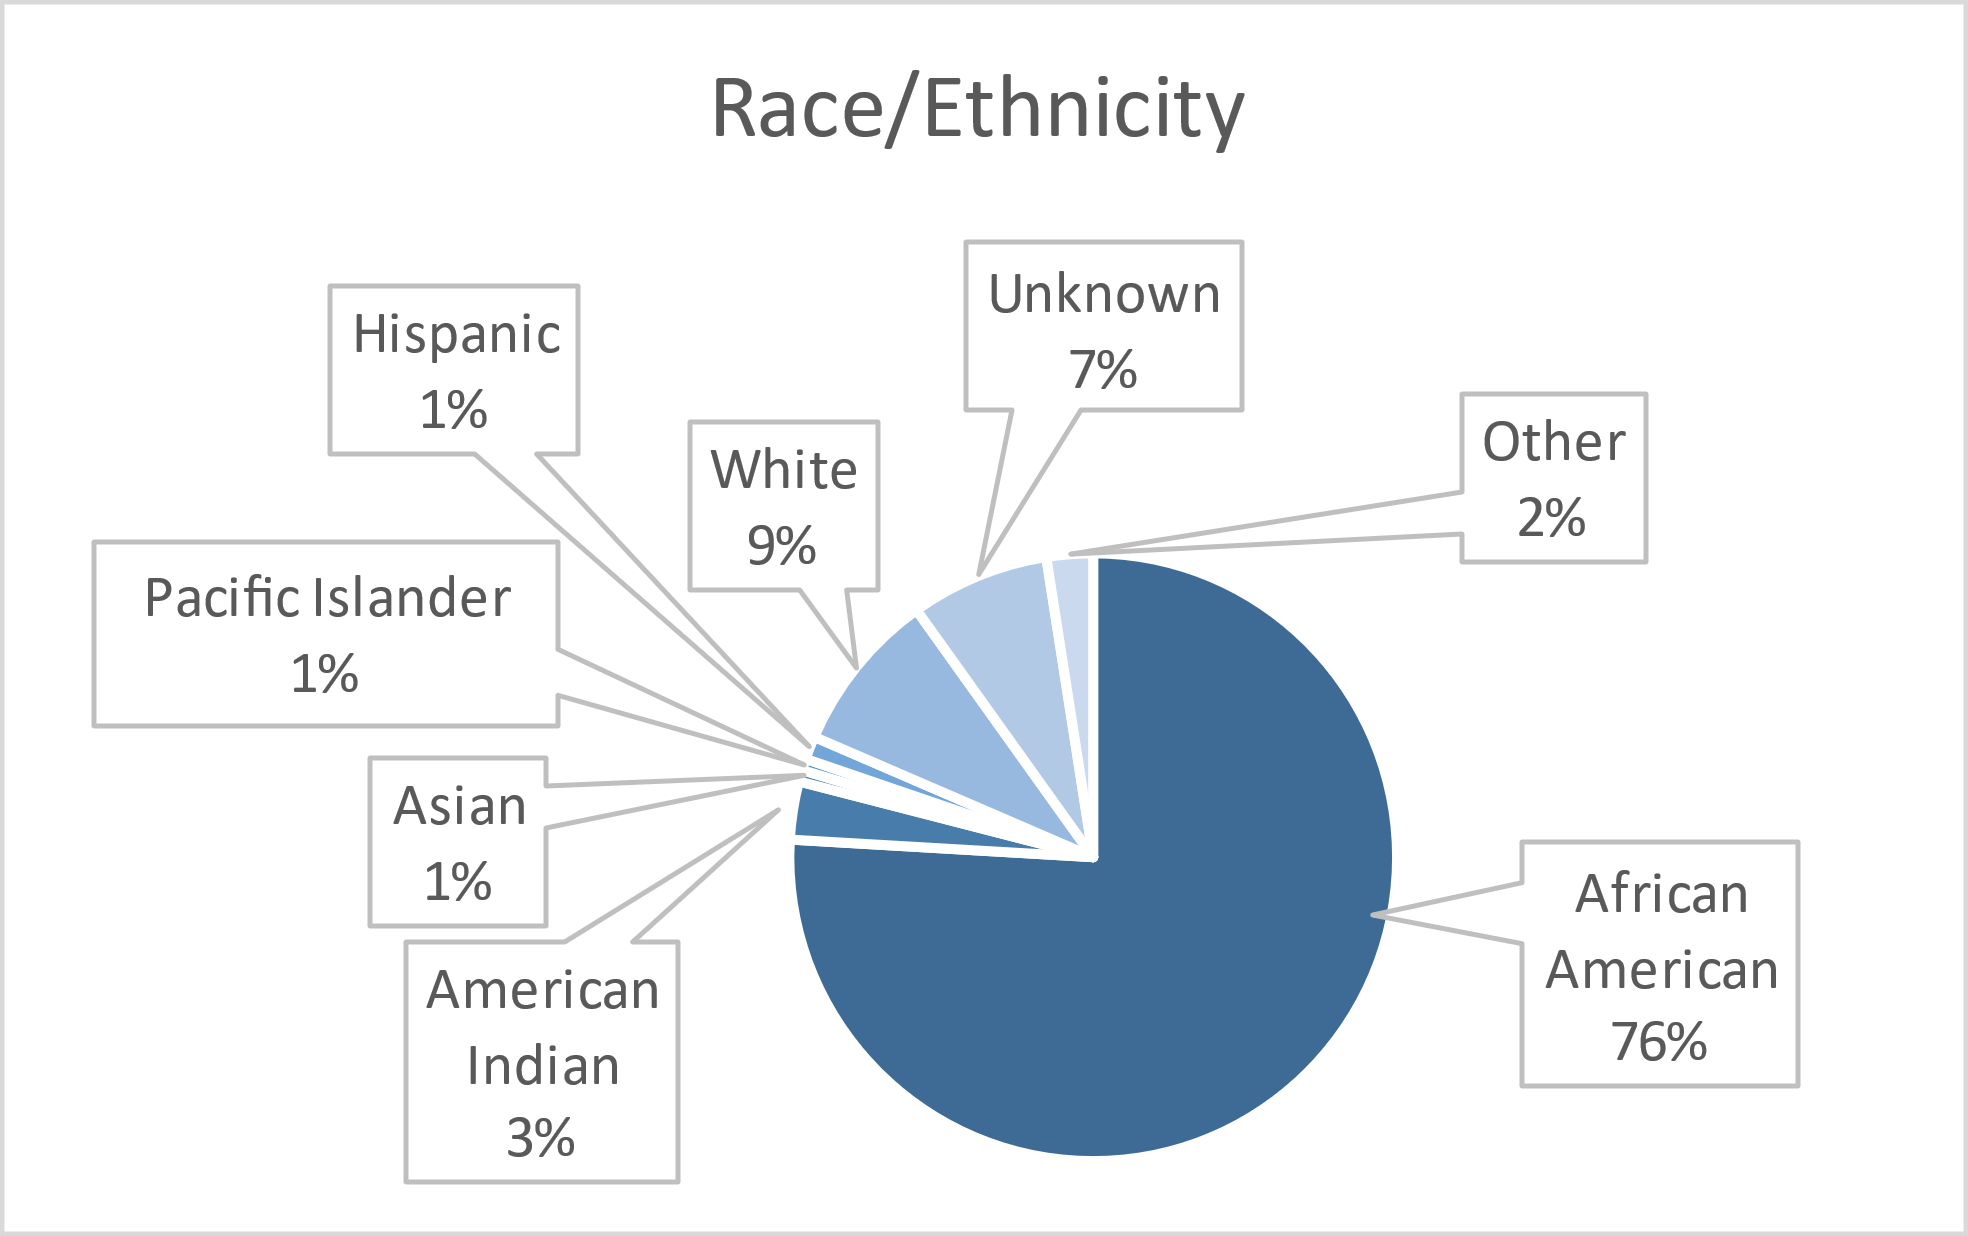 Race/Ethnicity
Unknown
7%
Hispanic
1%
Other
2%
White
9%
Pacific Islander
1%
Asian
1%
African
American
76%
American
Indian
3%